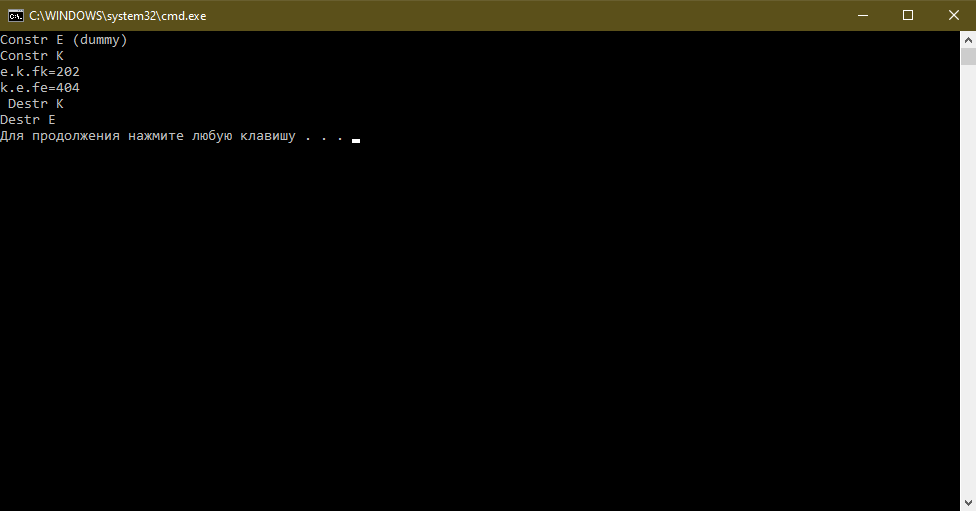 C:\WINDOWS\system32\cmd.exe
Constr E (dummy)
Constr K
e.k.fk=202
k.e.fe=404
 Destr K
Destr E
Для продолжения нажмите любую клавишу . . .